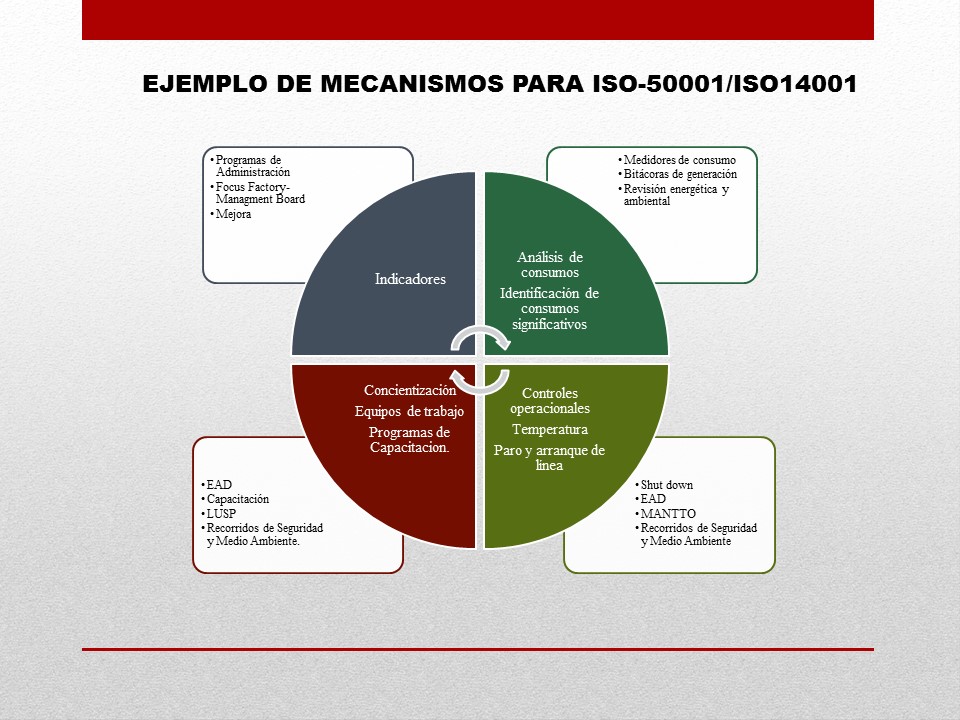 EJEMPLO DE MECANISMOS PARA ISO-50001/ISO14001
•Programas de
Administración
•Focus Factory-
Managment Board
•Mejora
•Medidores de consumo
•Bitácoras de generación
•Revisión energética y
ambiental
Indicadores
Análisis de
consumos
Identificación de
consumos
significativos
Concientización
Equipos de trabajo
Programas de
Capacitacion.
Controles
operacionales
Temperatura
Paro y arranque de
línea
•EAD
•Capacitación
•LUSP
•Recorridos de Seguridad
y Medio Ambiente.
•Shut down
•EAD
•MANTTO
•Recorridos de Seguridad
y Medio Ambiente